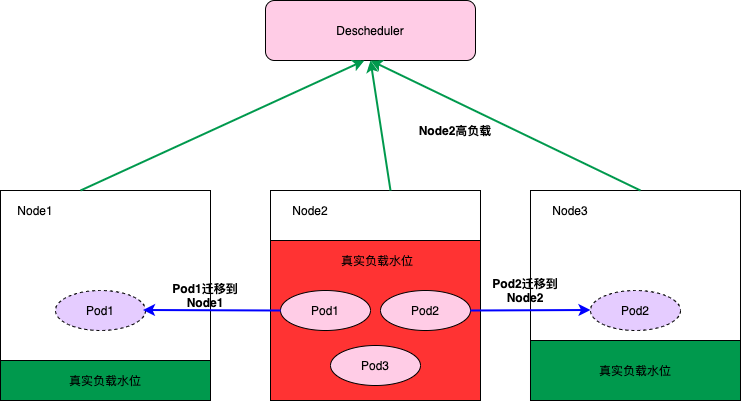 Descheduler
Node2高负载
Node1
Node2
Node3
真实负载水位
Pod1迁移到
Node1
Pod2迁移到
Node2
Pod1
Pod1
Pod2
Pod2
Pod3
真实负载水位
真实负载水位